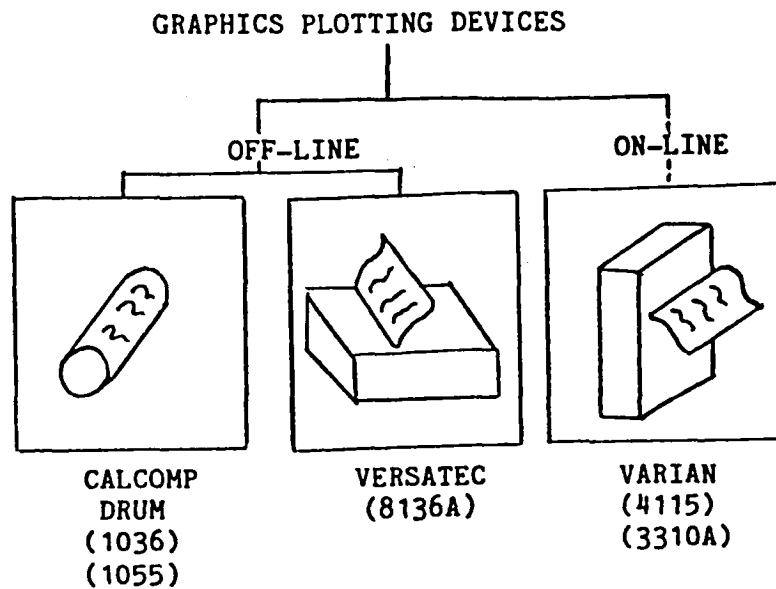 GRAPHICS PLOTTING DEVICES
OFF-LINE
ON-LINE
CALCOMP
DRUM
(1036)
(1055)
VERSATEC
(8136A)
VARIAN
(4115)
(3310A)